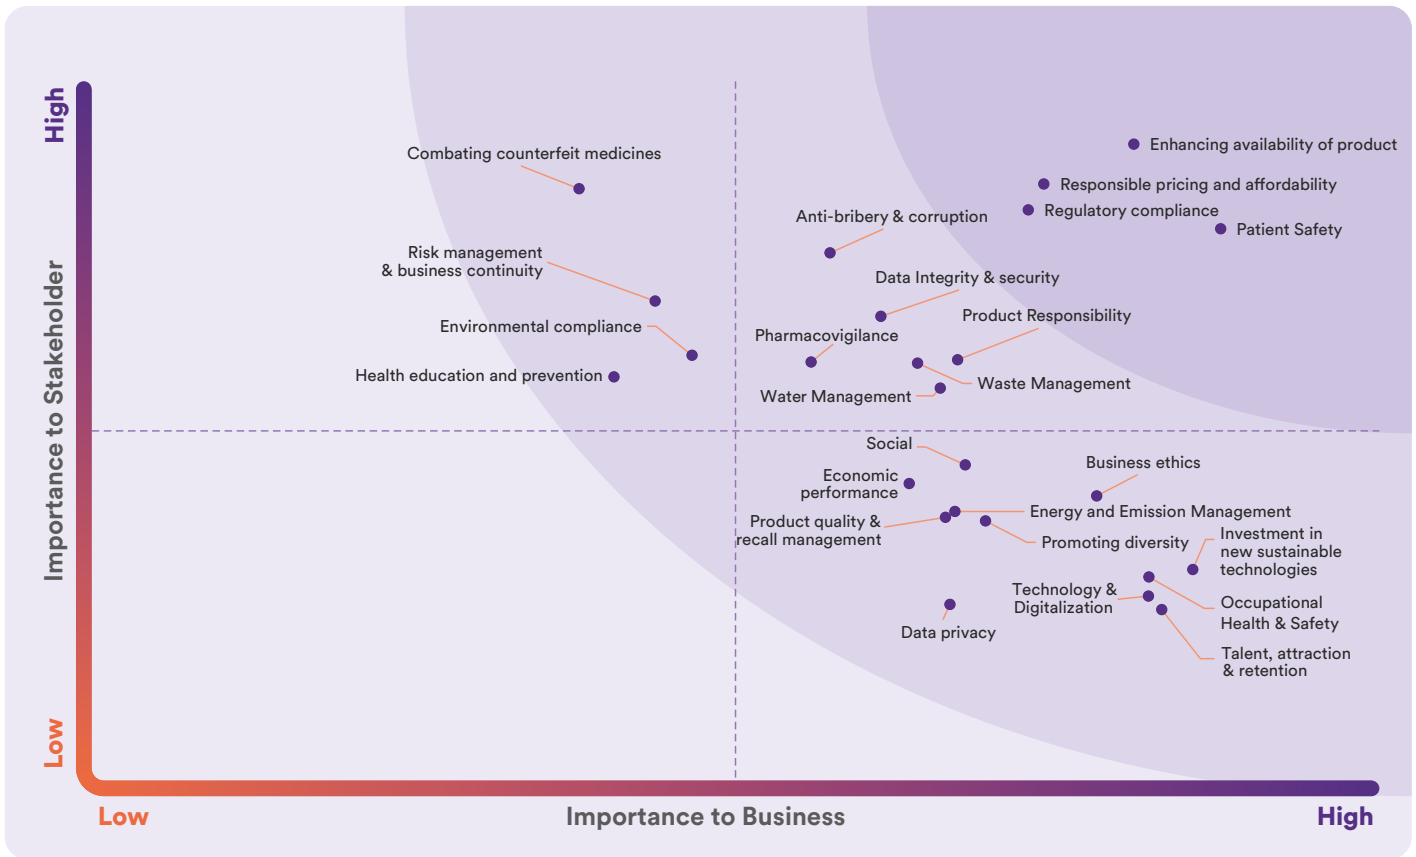 High
Importance to Stakeholder
Low
Combating counterfeit medicines
Enhancing availability of product
Responsible pricing and affordability
Regulatory compliance
Anti-bribery & corruption
Patient Safety
Risk management
& business continuity
Data Integrity & security
Product Responsibility
Environmental compliance
Pharmacovigilance
Health education and prevention
Waste Management
Water Management
Social
Business ethics
Economic
performance
Energy and Emission Management
Product quality &
recall management
Promoting diversity
Investment in
new sustainable
technologies
Technology &
Digitalization
Occupational
Health & Safety
Data privacy
Talent, attraction
& retention
Low
Importance to Business
High